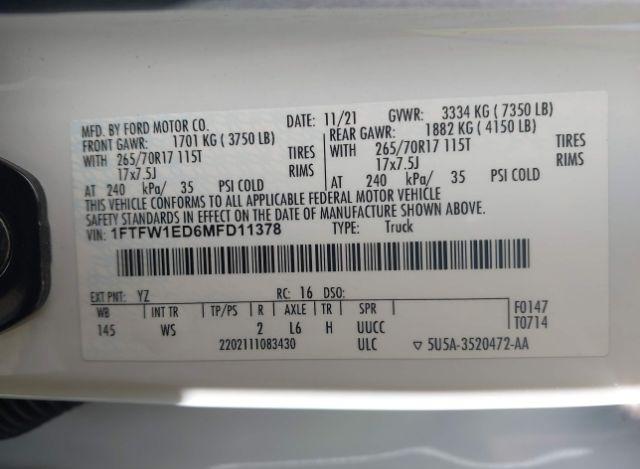 MFD. BY FORD MOTOR CO. DATE: 11/21 GVWR: 3334 KG ( 7350 LB)
FRONT GAWR: 1701 KG ( 3750 LB) REAR GAWR: 1882 KG ( 4150 LB)
WITH 265/70R17 115T TIRES WITH 265/70R17 115T TIRES
17x7.5J RIMS 17x7.5J RIMS
AT 240 kPa/ 35 PSI COLD AT 240 kPa/ 35 PSI COLD
THIS VEHICLE CONFORMS TO ALL APPLICABLE FEDERAL MOTOR VEHICLE
SAFETY STANDARDS IN EFFECT ON THE DATE OF MANUFACTURE SHOWN ABOVE.
VIN: 1FTFW1ED6MFD11378 TYPE: Truck
EXT PNT: YZ RC: 16 DSO:
WB INT TR TP/PS R AXLE TR SPR F0147
145 WS 2 L6 H UUCC T0714
2202111083430 ULC ▽ 5U5A-3520472-AA